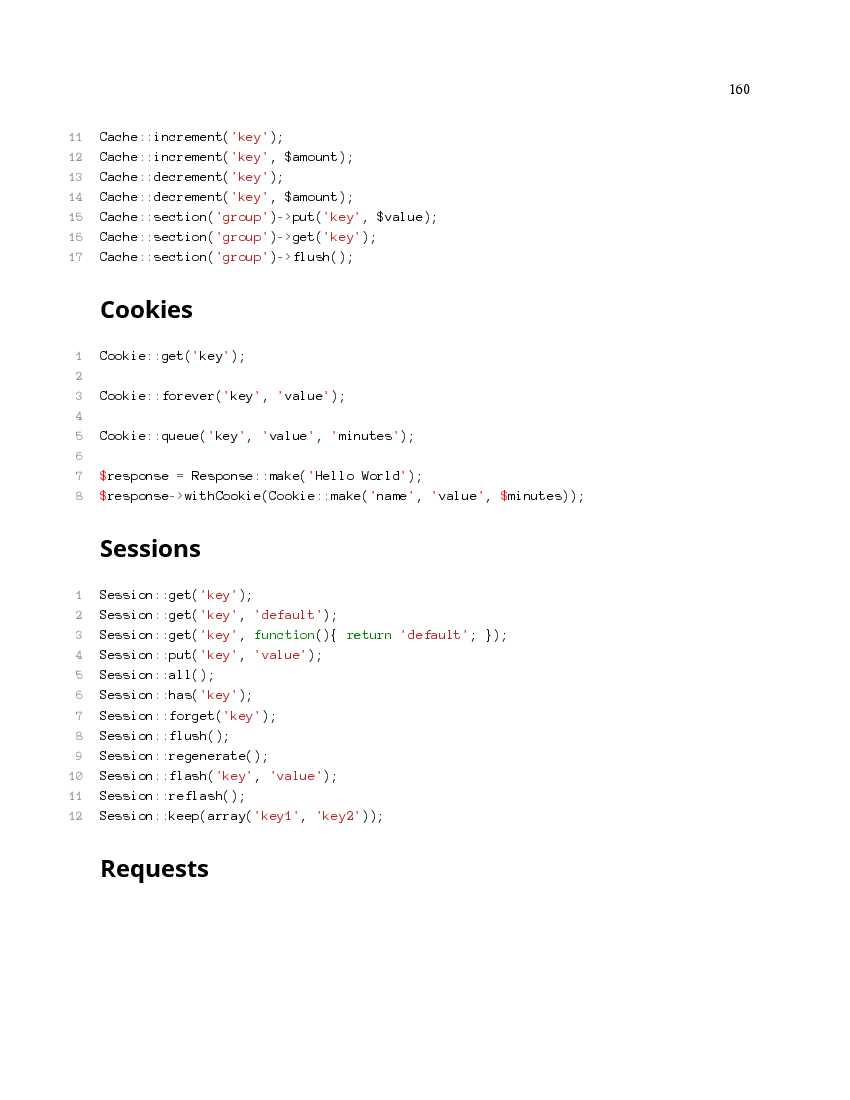 160
11 Cache::increment('key');
12 Cache::increment('key', $amount);
13 Cache::decrement('key');
14 Cache::decrement('key', $amount);
15 Cache::section('group')->put('key', $value);
16 Cache::section('group')->get('key');
17 Cache::section('group')->flush();
Cookies
1 Cookie::get('key');
2
3 Cookie::forever('key', 'value');
4
5 Cookie::queue('key', 'value', 'minutes');
6
7 $response = Response::make('Hello World');
8 $response->withCookie(Cookie::make('name', 'value', $minutes));
Sessions
1 Session::get('key');
2 Session::get('key', 'default');
3 Session::get('key', function(){ return 'default'; });
4 Session::put('key', 'value');
5 Session::all();
6 Session::has('key');
7 Session::forget('key');
8 Session::flush();
9 Session::regenerate();
10 Session::flash('key', 'value');
11 Session::reflash();
12 Session::keep(array('key1', 'key2'));
Requests